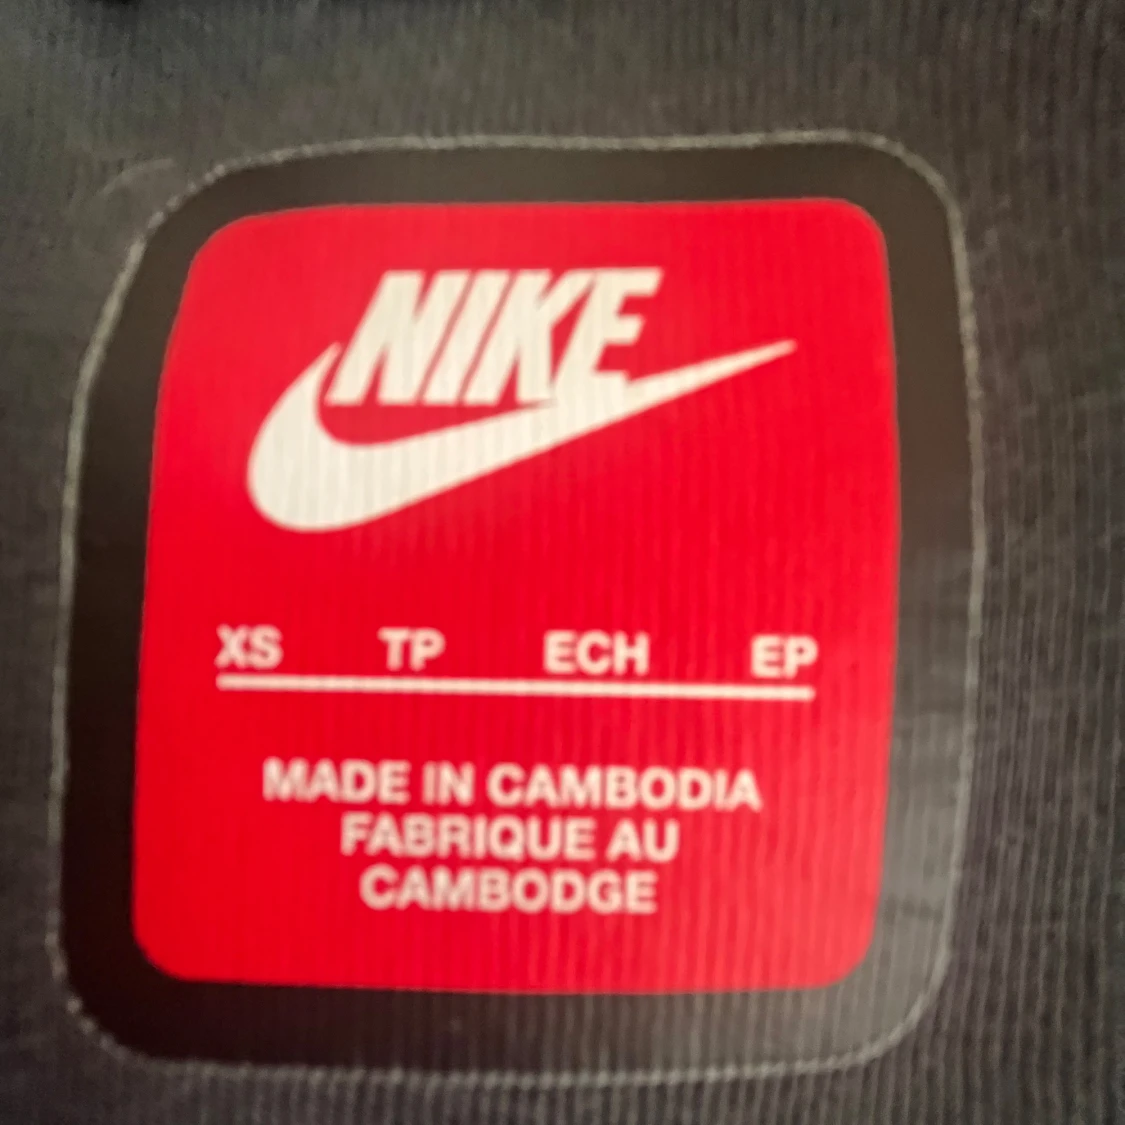 NIKE
XS TP ECH EP
MADE IN CAMBODIA
FABRIQUE AU
CAMBODGE